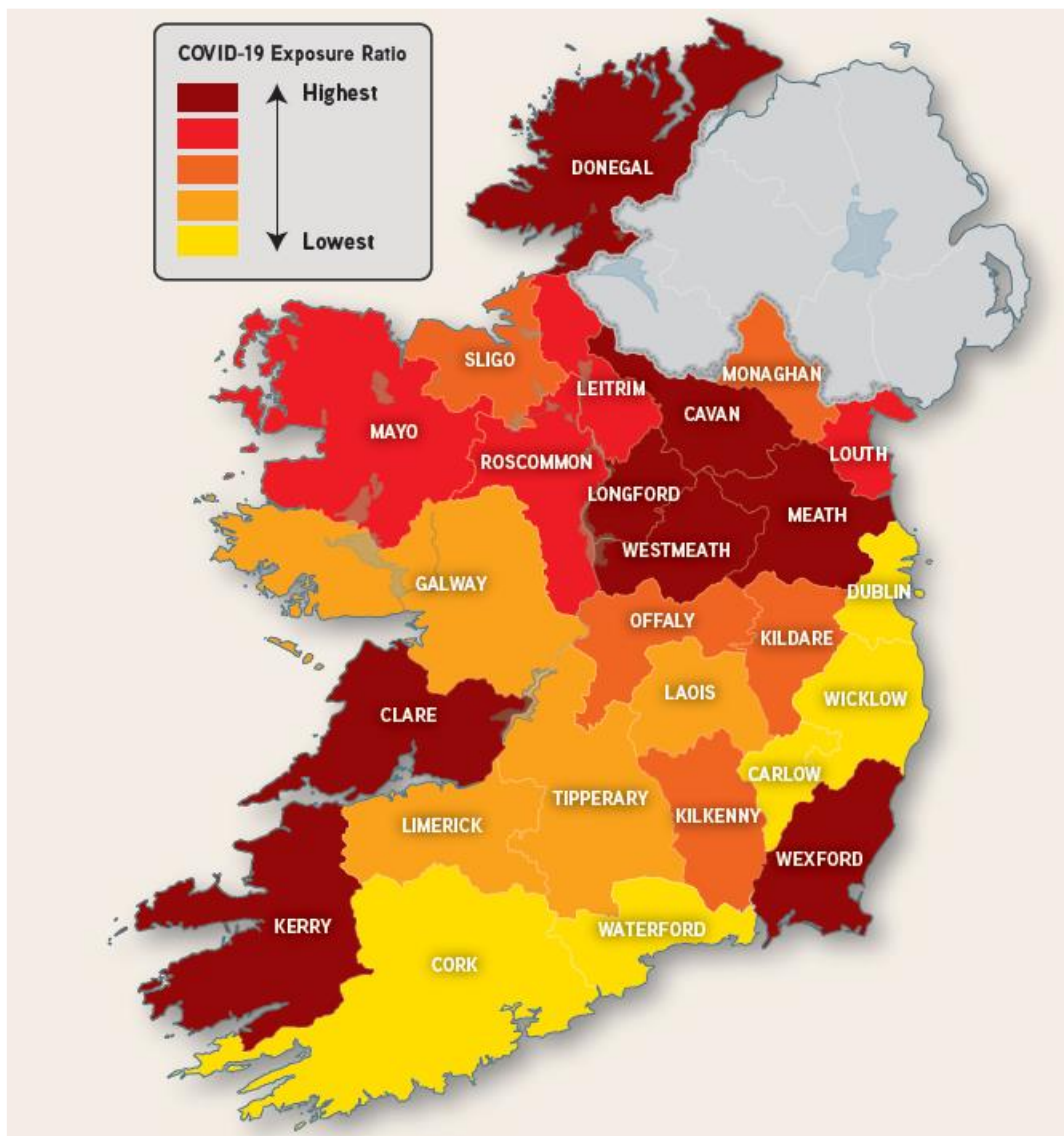 COVID-19 Exposure Ratio
Highest
Lowest
DONEGAL
SLIGO
LEITRIM
MONAGHAN
CAVAN
MAYO
ROSCOMMON
LOUTH
LONGFORD
MEATH
WESTMEATH
GALWAY
DUBLIN
OFFALY
KILDARE
LAOIS
WICKLOW
CLARE
CARLOW
TIPPERARY
LIMERICK
KILKENNY
WEXFORD
KERRY
WATERFORD
CORK